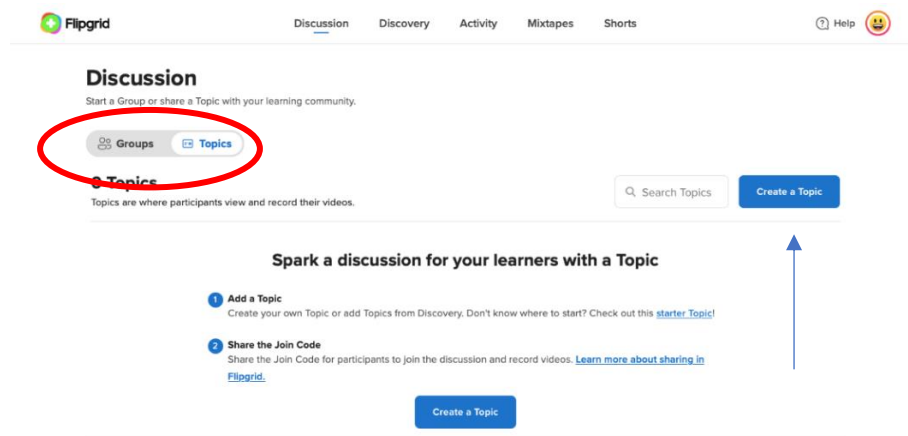 Flipgrid Discussion Discovery Activity Mixtapes Shorts Help
Discussion
Start a Group or share a Topic with your learning community.
Groups Topics
0 Topics
Search Topics Create a Topic
Topics are where participants view and record their videos.
Spark a discussion for your learners with a Topic
1 Add a Topic
Create your own Topic or add Topics from Discovery. Don't know where to start? Check out this starter Topic!
2 Share the Join Code
Share the Join Code for participants to join the discussion and record videos. Learn more about sharing in
Flipgrid.
Create a Topic